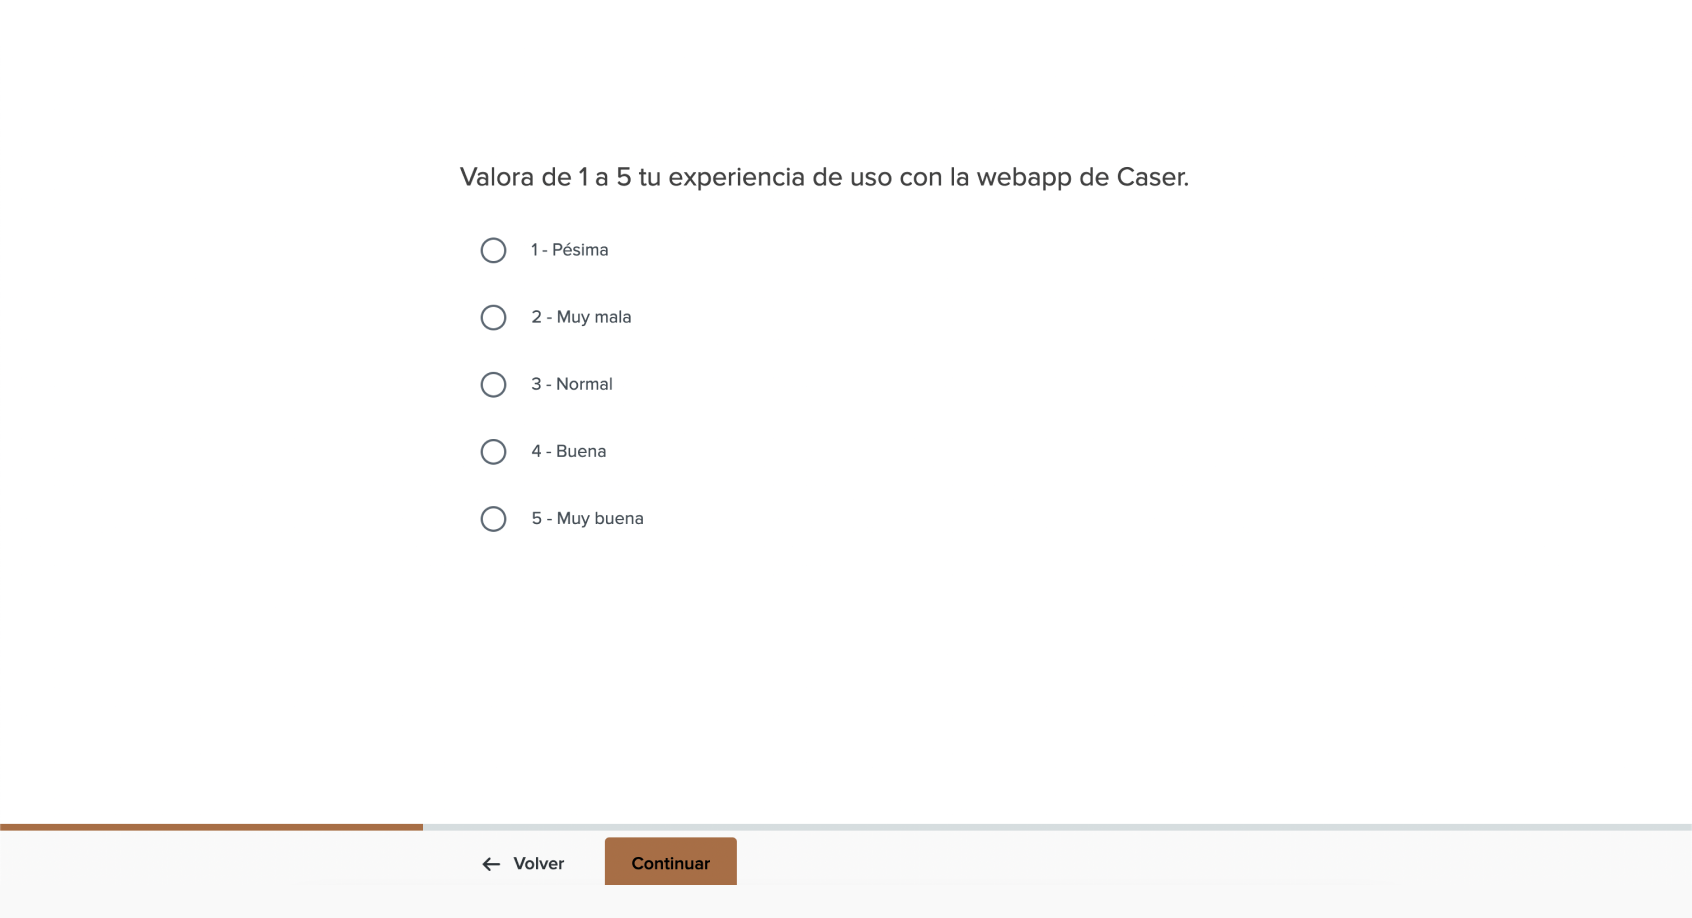 Valora de 1 a 5 tu experiencia de uso con la webapp de Caser.
1 - Pésima
2 - Muy mala
3 - Normal
4 - Buena
5 - Muy buena
← Volver
Continuar